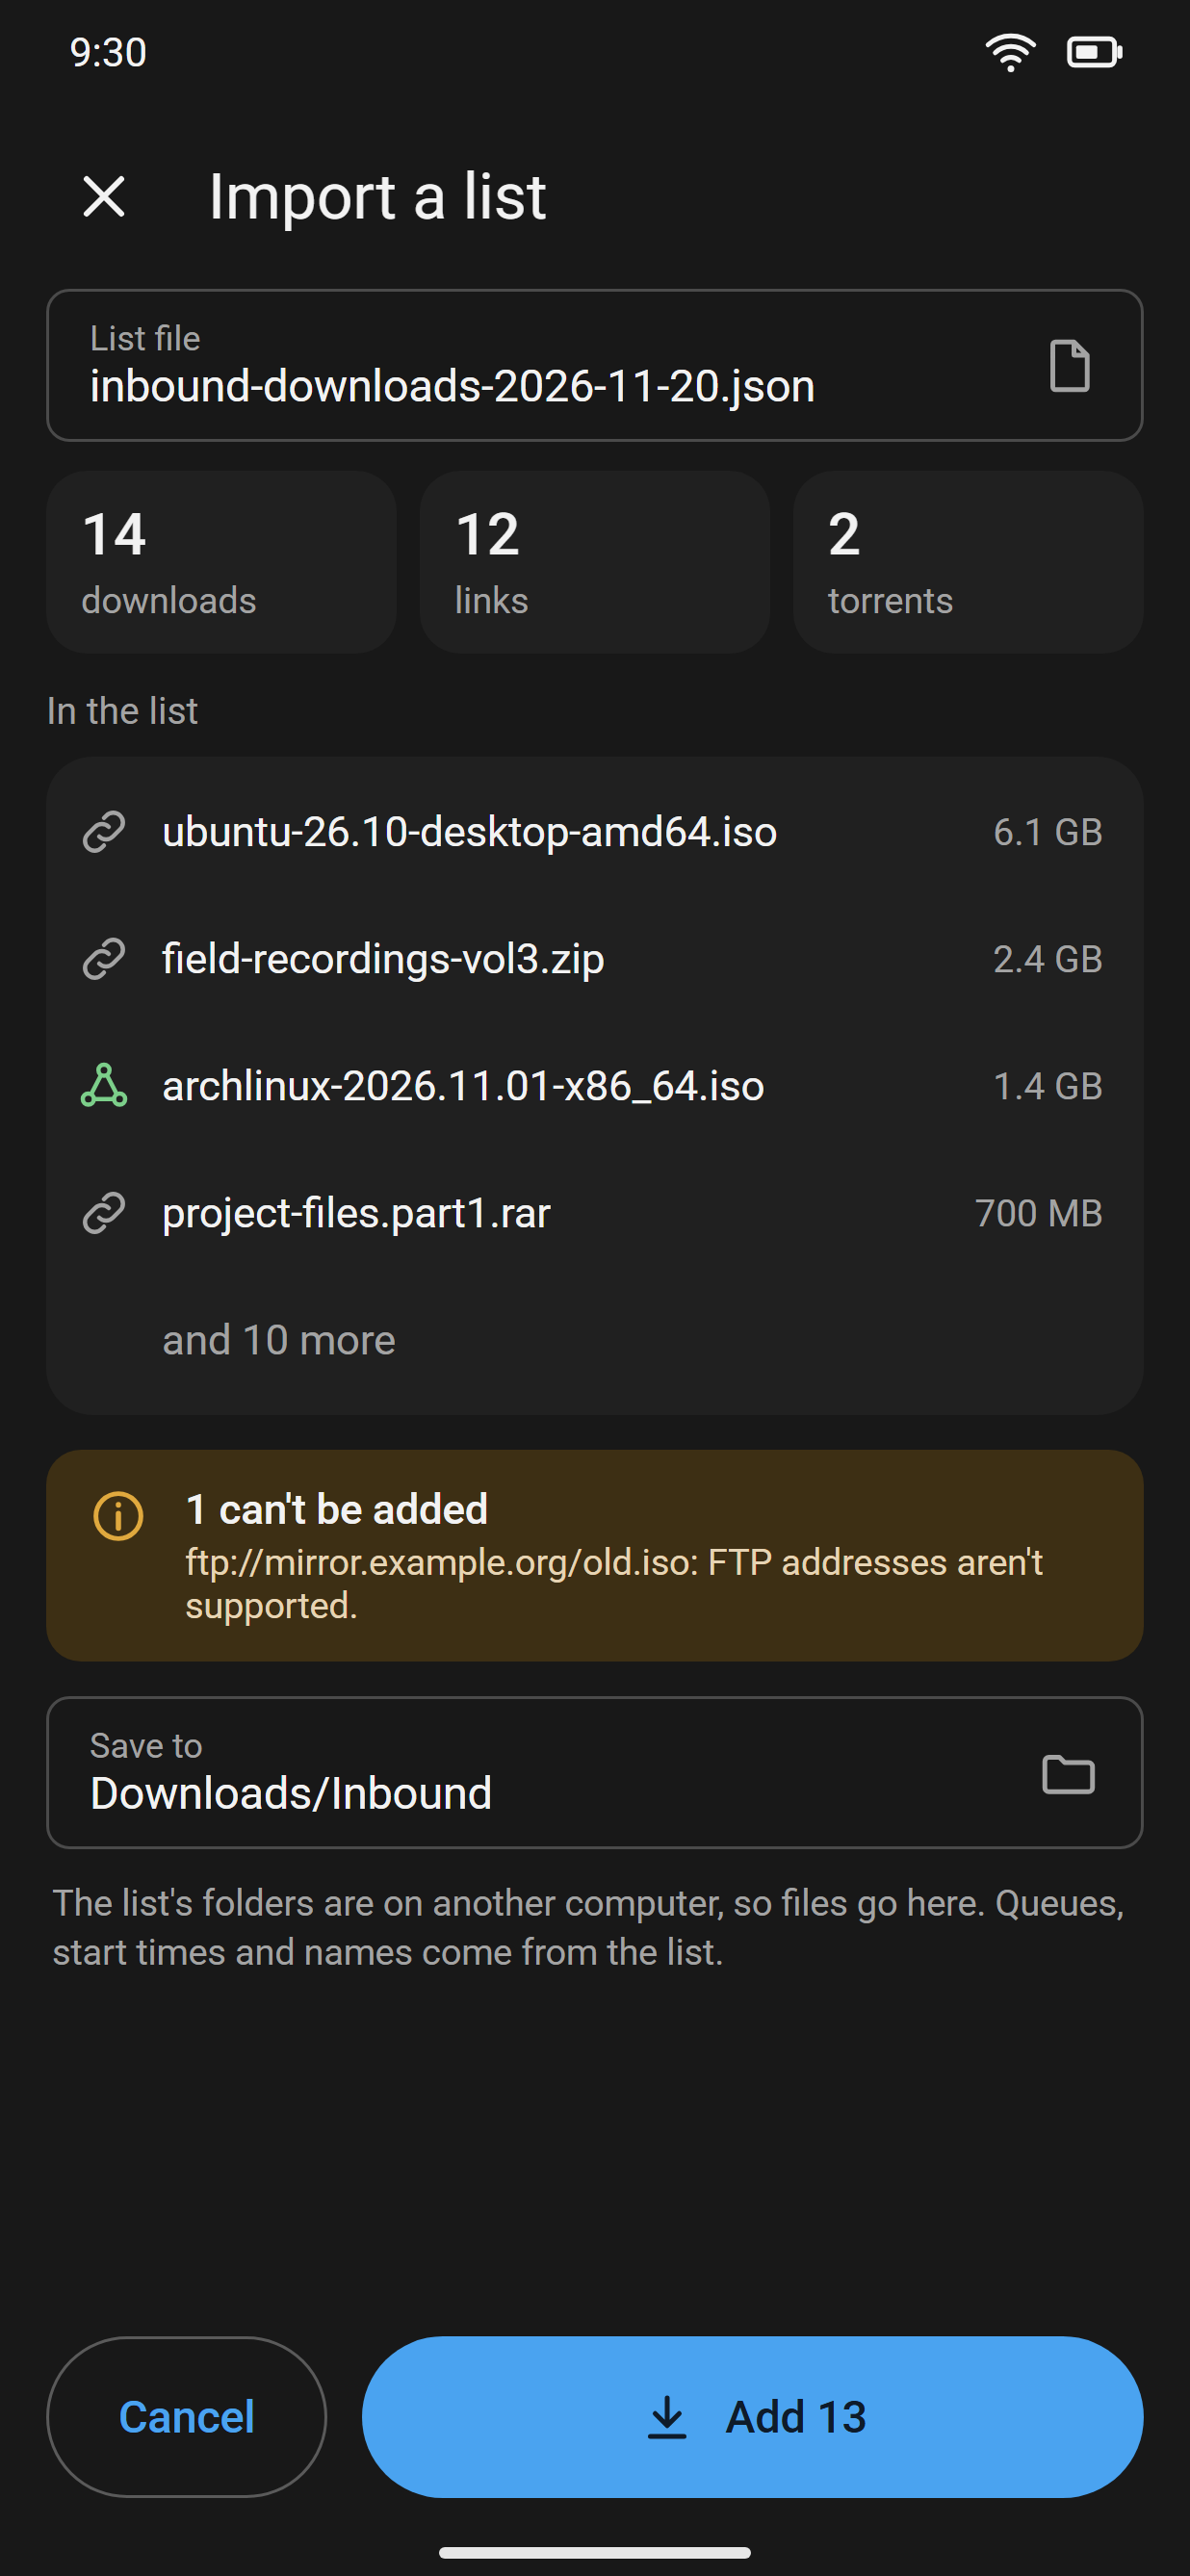 9:30
Import a list
List file
inbound-downloads-2026-11-20.json
14
downloads
12
links
2
torrents
In the list
ubuntu-26.10-desktop-amd64.iso 6.1 GB
field-recordings-vol3.zip 2.4 GB
archlinux-2026.11.01-x86_64.iso 1.4 GB
project-files.part1.rar 700 MB
and 10 more
1 can't be added
ftp://mirror.example.org/old.iso: FTP addresses aren't
supported.
Save to
Downloads/Inbound
The list's folders are on another computer, so files go here. Queues,
start times and names come from the list.
Cancel
Add 13